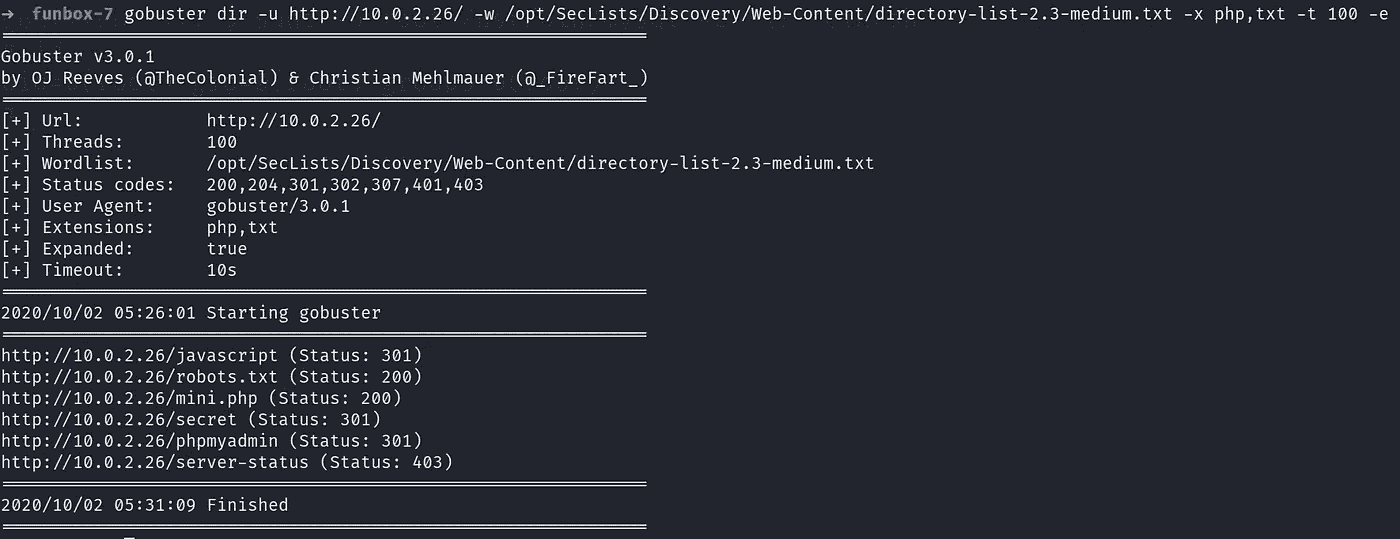 → funbox-7 gobuster dir -u http://10.0.2.26/ -w /opt/SecLists/Discovery/Web-Content/directory-list-2.3-medium.txt -x php,txt -t 100 -e
===============================================================
Gobuster v3.0.1
by OJ Reeves (@TheColonial) & Christian Mehlmauer (@_FireFart_)
===============================================================
[+] Url:            http://10.0.2.26/
[+] Threads:        100
[+] Wordlist:       /opt/SecLists/Discovery/Web-Content/directory-list-2.3-medium.txt
[+] Status codes:   200,204,301,302,307,401,403
[+] User Agent:     gobuster/3.0.1
[+] Extensions:     php,txt
[+] Expanded:       true
[+] Timeout:        10s
===============================================================
2020/10/02 05:26:01 Starting gobuster
===============================================================
http://10.0.2.26/javascript (Status: 301)
http://10.0.2.26/robots.txt (Status: 200)
http://10.0.2.26/mini.php (Status: 200)
http://10.0.2.26/secret (Status: 301)
http://10.0.2.26/phpmyadmin (Status: 301)
http://10.0.2.26/server-status (Status: 403)
===============================================================
2020/10/02 05:31:09 Finished
===============================================================